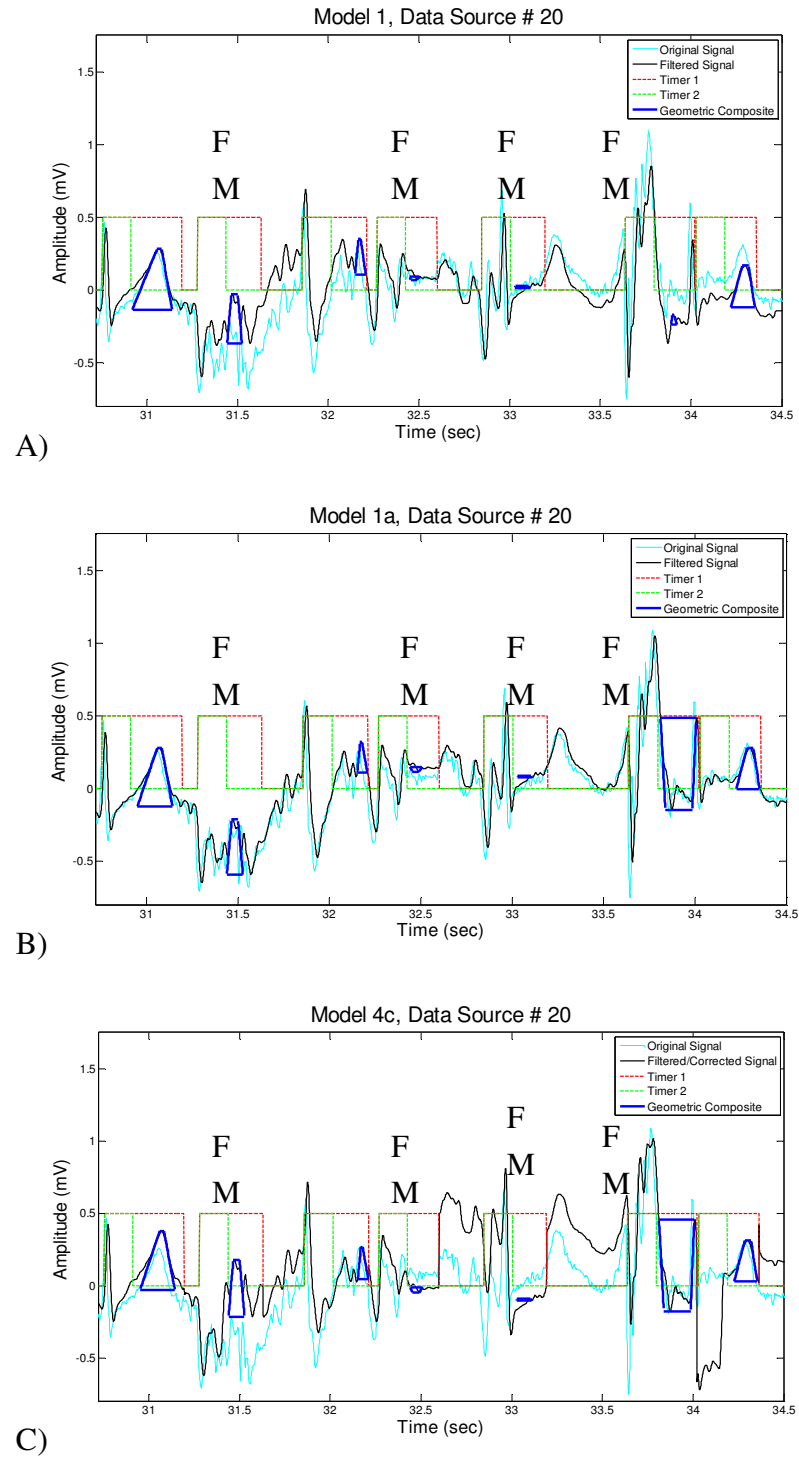 Model 1, Data Source # 20
Original Signal
Filtered Signal
Timer 1
Timer 2
Geometric Composite
F F F F
M M M M
1.5
1
0.5
0
-0.5
Amplitude (mV)
31 31.5 32 32.5 33 33.5 34 34.5
Time (sec)
A)
Model 1a, Data Source # 20
Original Signal
Filtered Signal
Timer 1
Timer 2
Geometric Composite
F F F F
M M M M
1.5
1
0.5
0
-0.5
Amplitude (mV)
31 31.5 32 32.5 33 33.5 34 34.5
Time (sec)
B)
Model 4c, Data Source # 20
Original Signal
Filtered/Corrected Signal
Timer 1
Timer 2
Geometric Composite
F F F F
M M M M
1.5
1
0.5
0
-0.5
Amplitude (mV)
31 31.5 32 32.5 33 33.5 34 34.5
Time (sec)
C)